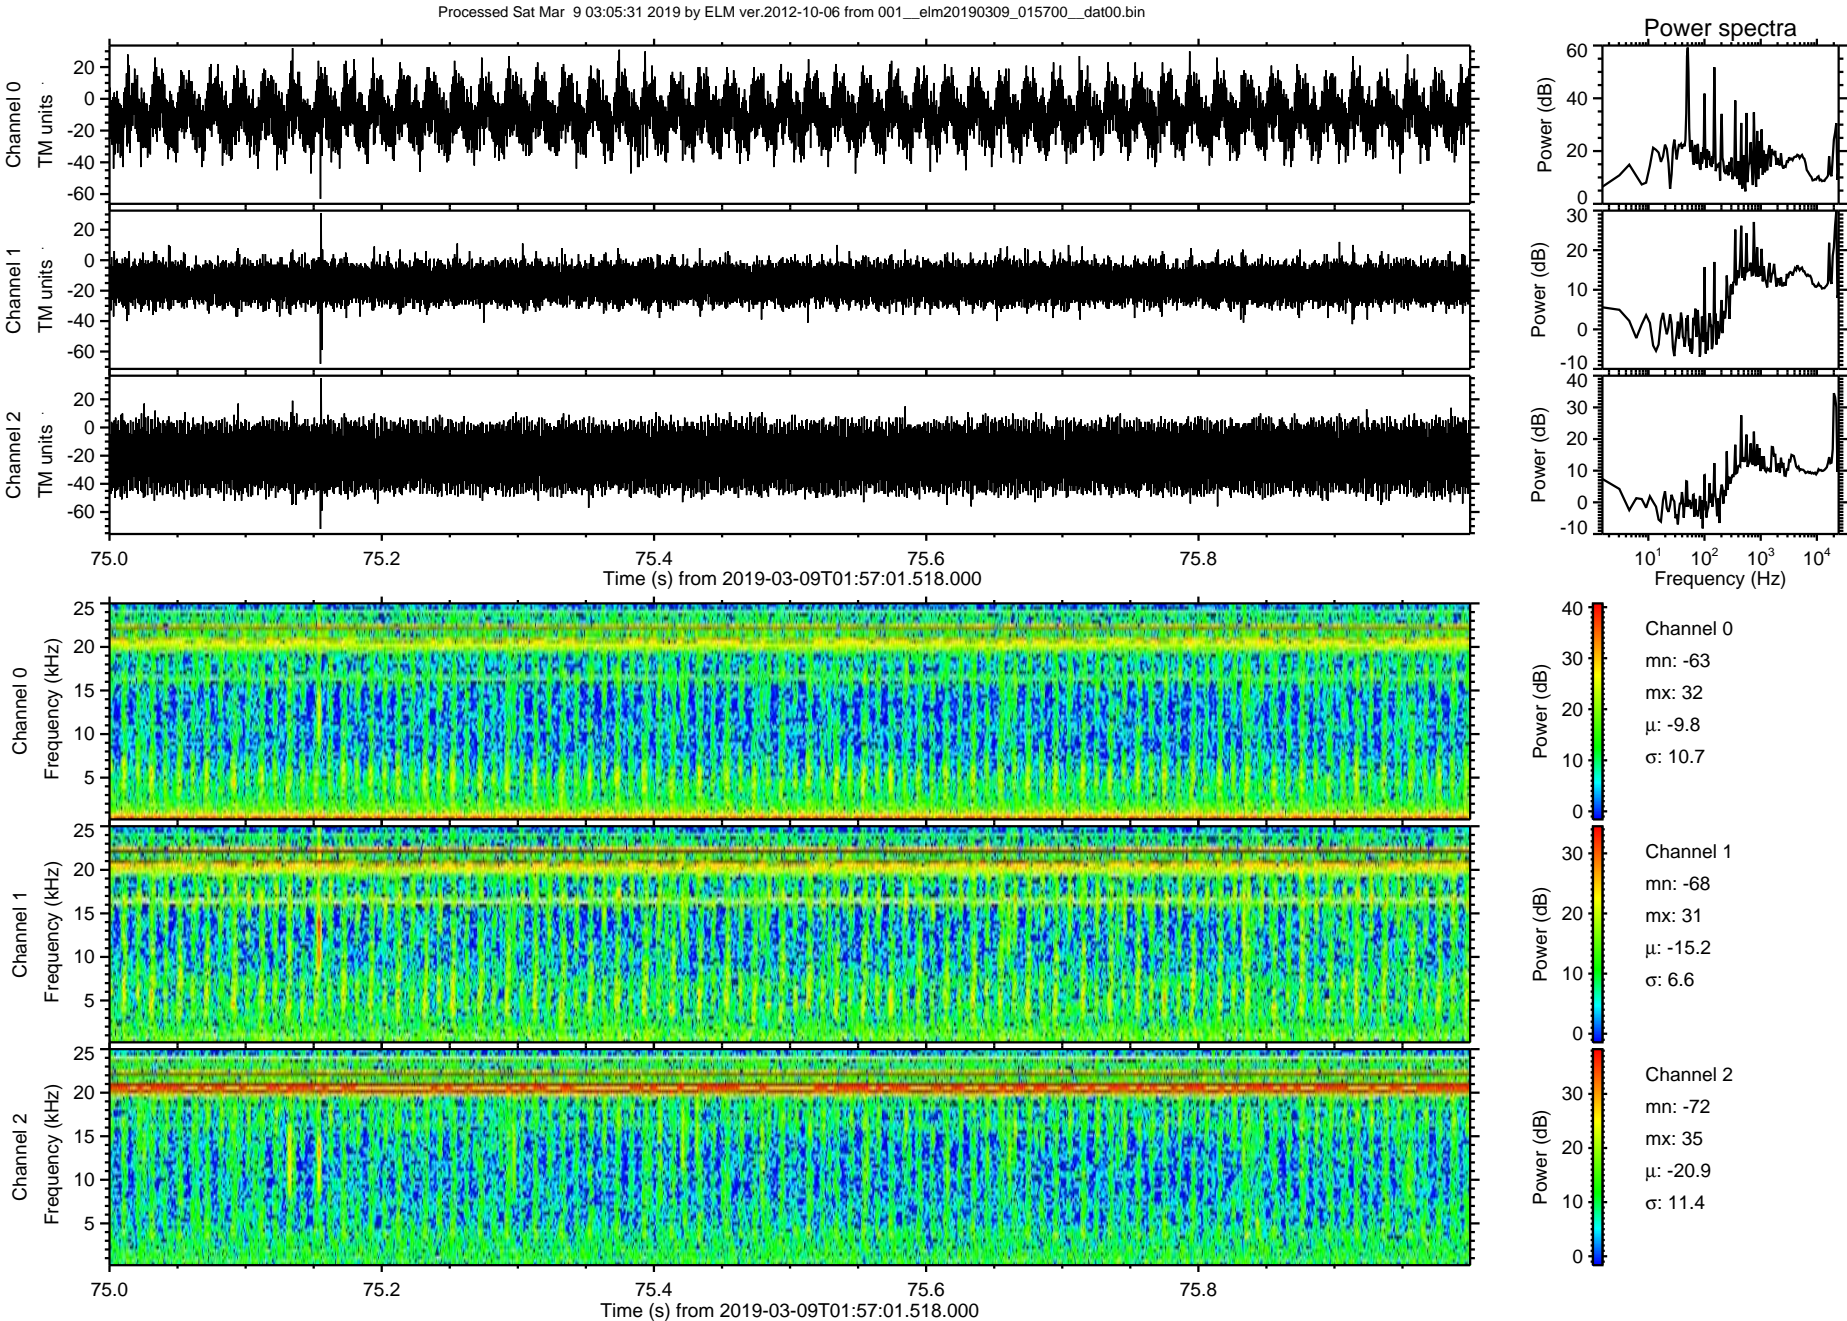 Processed Sat Mar 9 03:05:31 2019 by ELM ver.2012-10-06 from 001__elm20190309_015700__dat00.bin
Power spectra
Channel 0
TM units
20
0
-20
-40
-60
Power (dB)
60
40
20
0
Channel 1
TM units
20
0
-20
-40
-60
Power (dB)
30
20
10
0
-10
Channel 2
TM units
20
0
-20
-40
-60
Power (dB)
40
30
20
10
0
-10
75.0 75.2 75.4 75.6 75.8
Time (s) from 2019-03-09T01:57:01.518.000
10¹ 10² 10³ 10⁴
Frequency (Hz)
Channel 0
Frequency (kHz)
25
20
15
10
5
Power (dB)
40
30
20
10
0
Channel 0
mn: -63
mx: 32
μ: -9.8
σ: 10.7
Channel 1
Frequency (kHz)
25
20
15
10
5
Power (dB)
30
20
10
0
Channel 1
mn: -68
mx: 31
μ: -15.2
σ: 6.6
Channel 2
Frequency (kHz)
25
20
15
10
5
Power (dB)
30
20
10
0
Channel 2
mn: -72
mx: 35
μ: -20.9
σ: 11.4
75.0 75.2 75.4 75.6 75.8
Time (s) from 2019-03-09T01:57:01.518.000